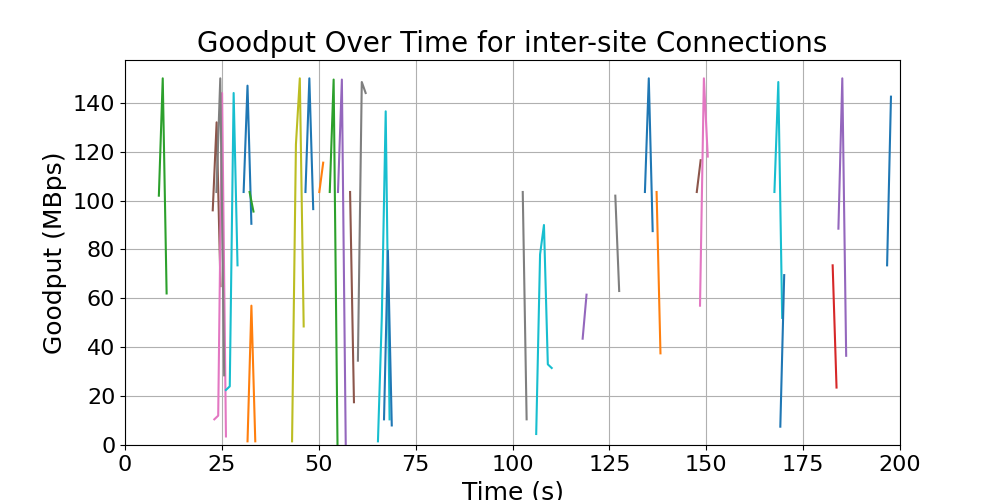 Goodput Over Time for inter-site Connections
Goodput (MBps)
140
120
100
80
60
40
20
0
0 25 50 75 100 125 150 175 200
Time (s)